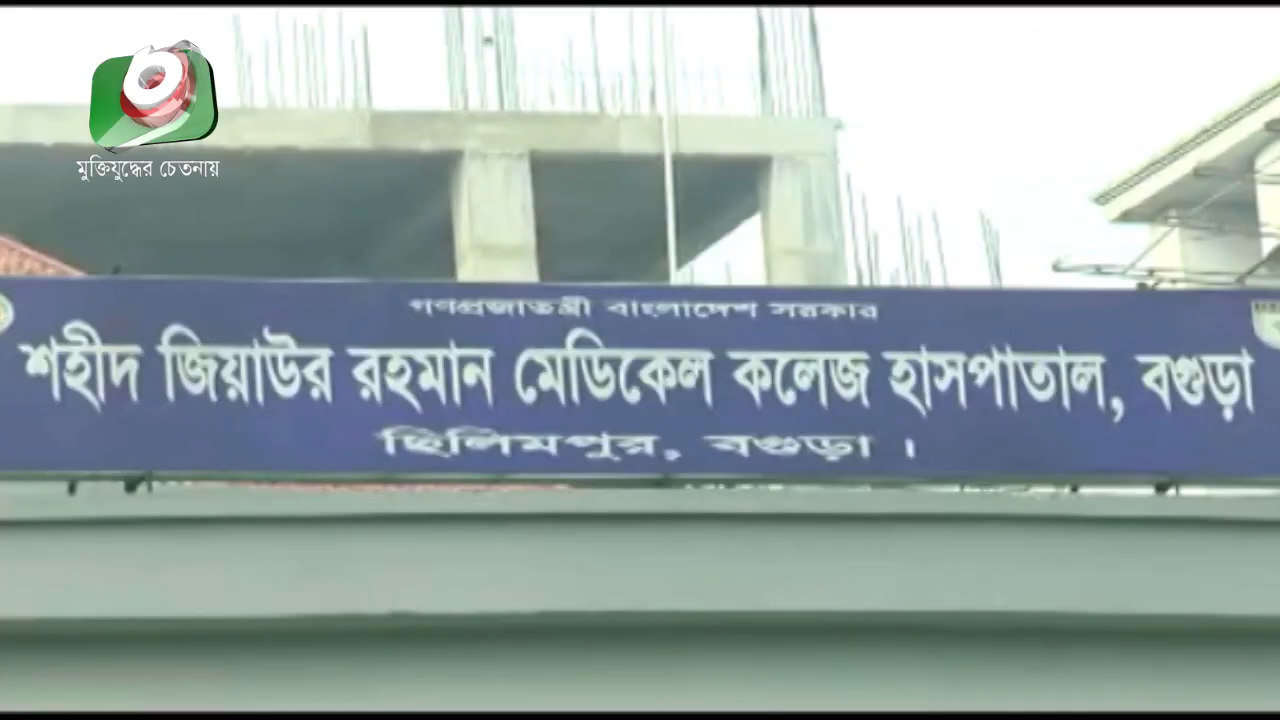 মুক্তিযুদ্ধের চেতনায়
গণপ্রজাতন্ত্রী বাংলাদেশ সরকার
শহীদ জিয়াউর রহমান মেডিকেল কলেজ হাসপাতাল, বগুড়া
ছিলিমপুর, বগুড়া ।